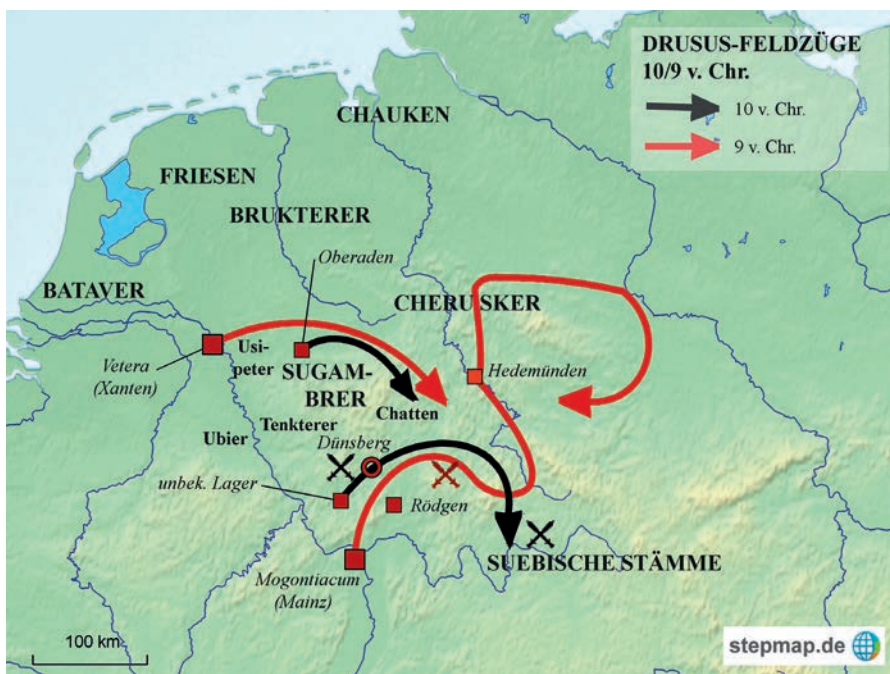 DRUSUS-FELDZÜGE
10/9 v. Chr.
10 v. Chr.
9 v. Chr.
CHAUKEN
FRIESEN
BRUKTERER
Oberaden
BATAVER
CHERUSKER
Vetera
(Xanten)
Usi-
peter
SUGAM-
BRER
Hedemünden
Chatten
Tenkterer
Ubier
Dünsberg
unbek. Lager
Rödgen
SUEBISCHE STÄMME
Mogontiacum
(Mainz)
100 km
stepmap.de